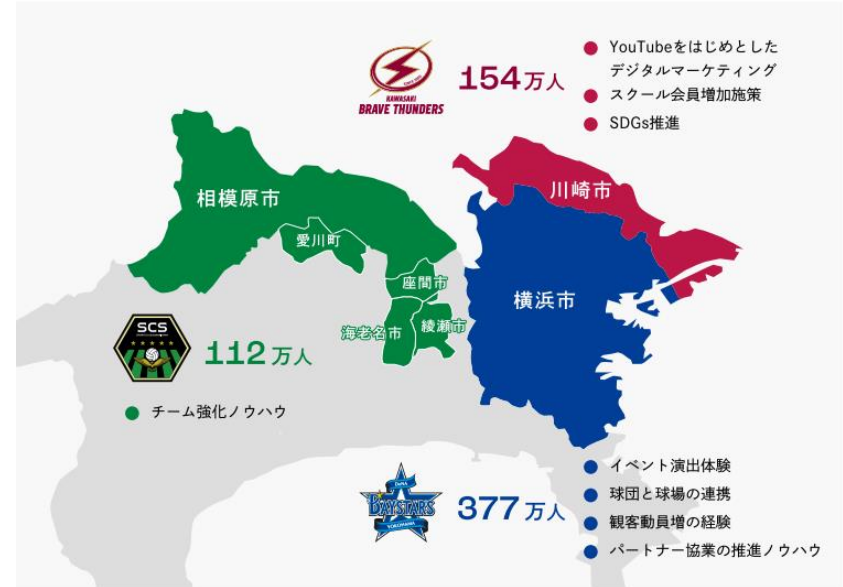 154万人
YouTubeをはじめとした
デジタルマーケティング
スクール会員増加施策
SDGs推進
KAWASAKI
BRAVE THUNDERS
川崎市
相模原市
愛川町
座間市
横浜市
海老名市
綾瀬市
SCS
112万人
チーム強化ノウハウ
イベント演出体験
球団と球場の連携
観客動員増の経験
パートナー協業の推進ノウハウ
DeNA
BAYSTARS
YOKOHAMA
377万人